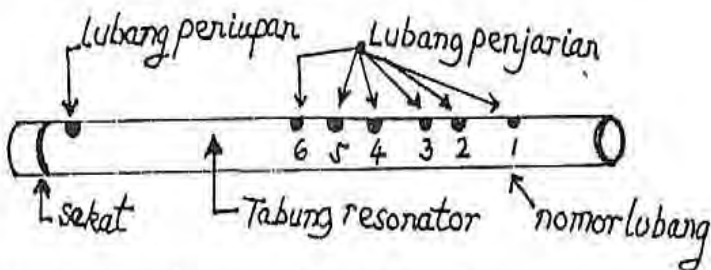 Lubang peniupan
Lubang penjarian
6 5 4 3 2 1
sekat
Tabung resonator
nomor lubang